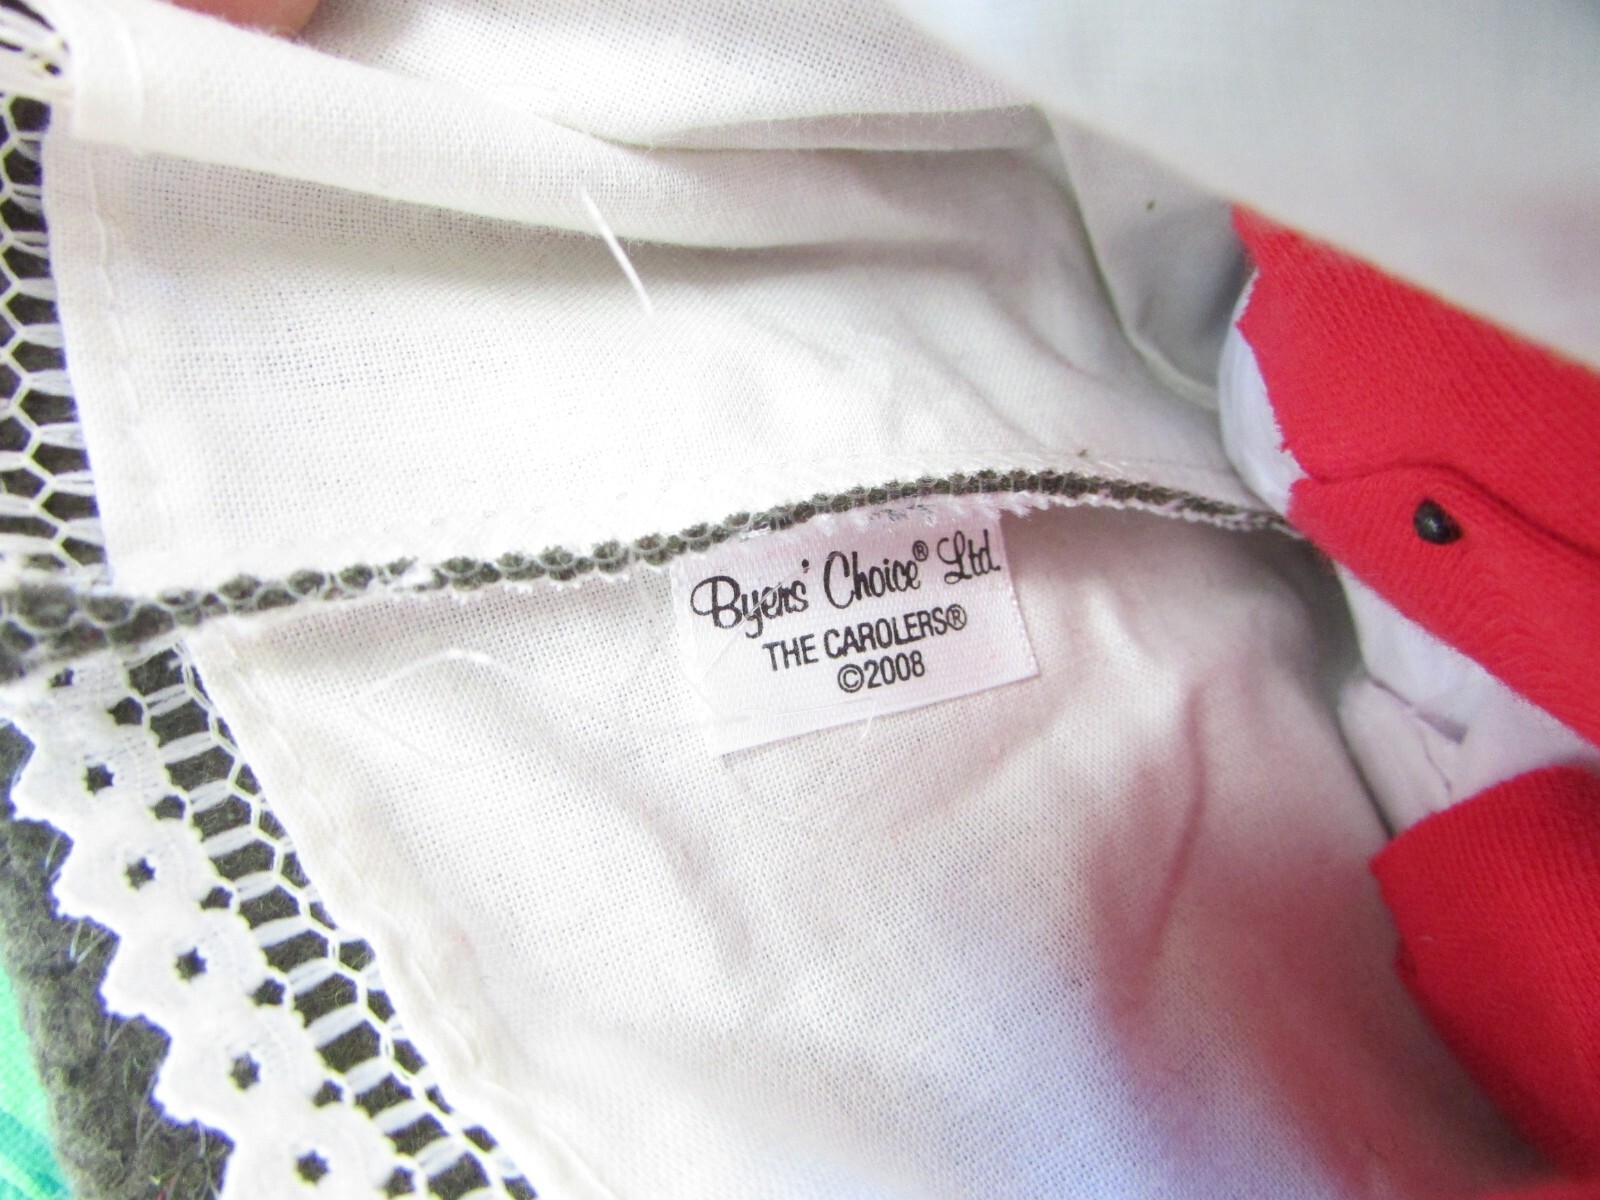 Byers' Choice® Ltd.
THE CAROLERS®
©2008